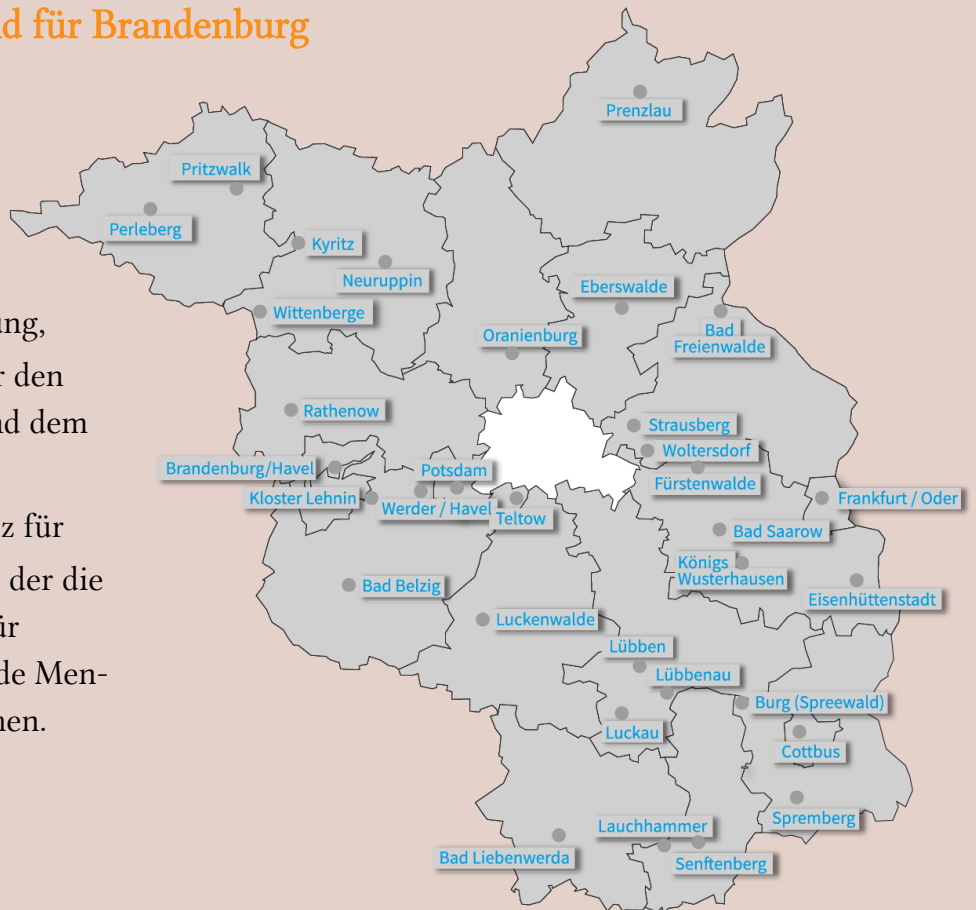 d für Brandenburg
Prenzlau
Pritzwalk
Perleberg
Kyritz
Neuruppin
Eberswalde
Wittenberge
ung,
Oranienburg
Bad
Freienwalde
r den
nd dem
Rathenow
Strausberg
Woltersdorf
Brandenburg/Havel
Potsdam
Fürstenwalde
Kloster Lehnin
Werder / Havel
Teltow
Frankfurt / Oder
z für
Bad Saarow
Königs
Wusterhausen
der die
Bad Belzig
Eisenhüttenstadt
ür
Luckenwalde
Lübben
de Men-
Lübbenau
Burg (Spreewald)
nen.
Luckau
Cottbus
Spremberg
Lauchhammer
Bad Liebenwerda
Senftenberg